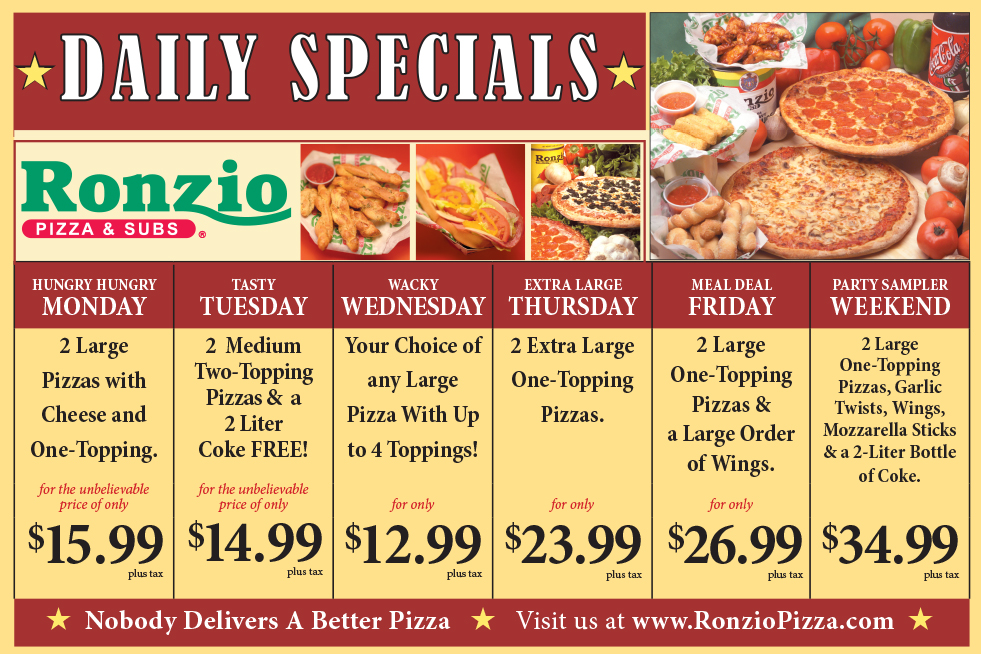 DAILY SPECIALS
Ronzio
PIZZA & SUBS ®
HUNGRY HUNGRY
MONDAY
2 Large
Pizzas with
Cheese and
One-Topping.
for the unbelievable
price of only
$15.99
plus tax
TASTY
TUESDAY
2 Medium
Two-Topping
Pizzas & a
2 Liter
Coke FREE!
for the unbelievable
price of only
$14.99
plus tax
WACKY
WEDNESDAY
Your Choice of
any Large
Pizza With Up
to 4 Toppings!
for only
$12.99
plus tax
EXTRA LARGE
THURSDAY
2 Extra Large
One-Topping
Pizzas.
for only
$23.99
plus tax
MEAL DEAL
FRIDAY
2 Large
One-Topping
Pizzas &
a Large Order
of Wings.
for only
$26.99
plus tax
PARTY SAMPLER
WEEKEND
2 Large
One-Topping
Pizzas, Garlic
Twists, Wings,
Mozzarella Sticks
& a 2-Liter Bottle
of Coke.
$34.99
plus tax
Nobody Delivers A Better Pizza
Visit us at www.RonzioPizza.com
Coca-Cola
Ronz
nzio